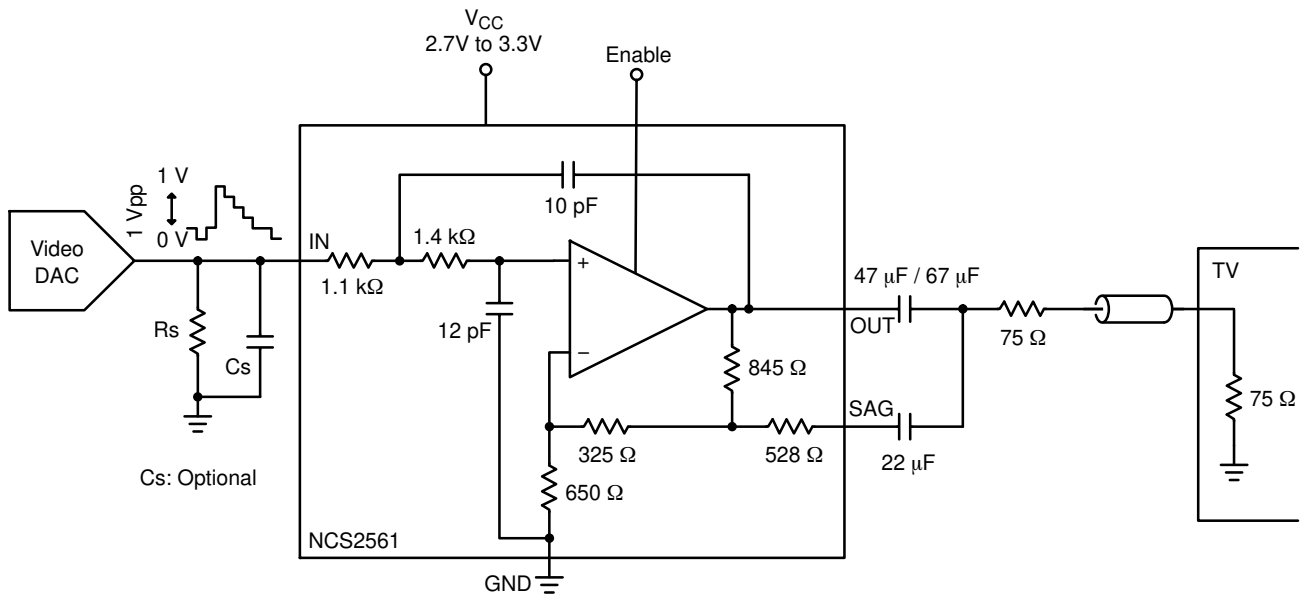 VCC
2.7V to 3.3V
Enable
1 Vpp
1 V
0 V
Video
DAC
IN
1.1 kΩ
1.4 kΩ
10 pF
12 pF
+
−
Rs
Cs
Cs: Optional
845 Ω
325 Ω
528 Ω
650 Ω
OUT
SAG
47 μF / 67 μF
22 μF
75 Ω
TV
75 Ω
NCS2561
GND